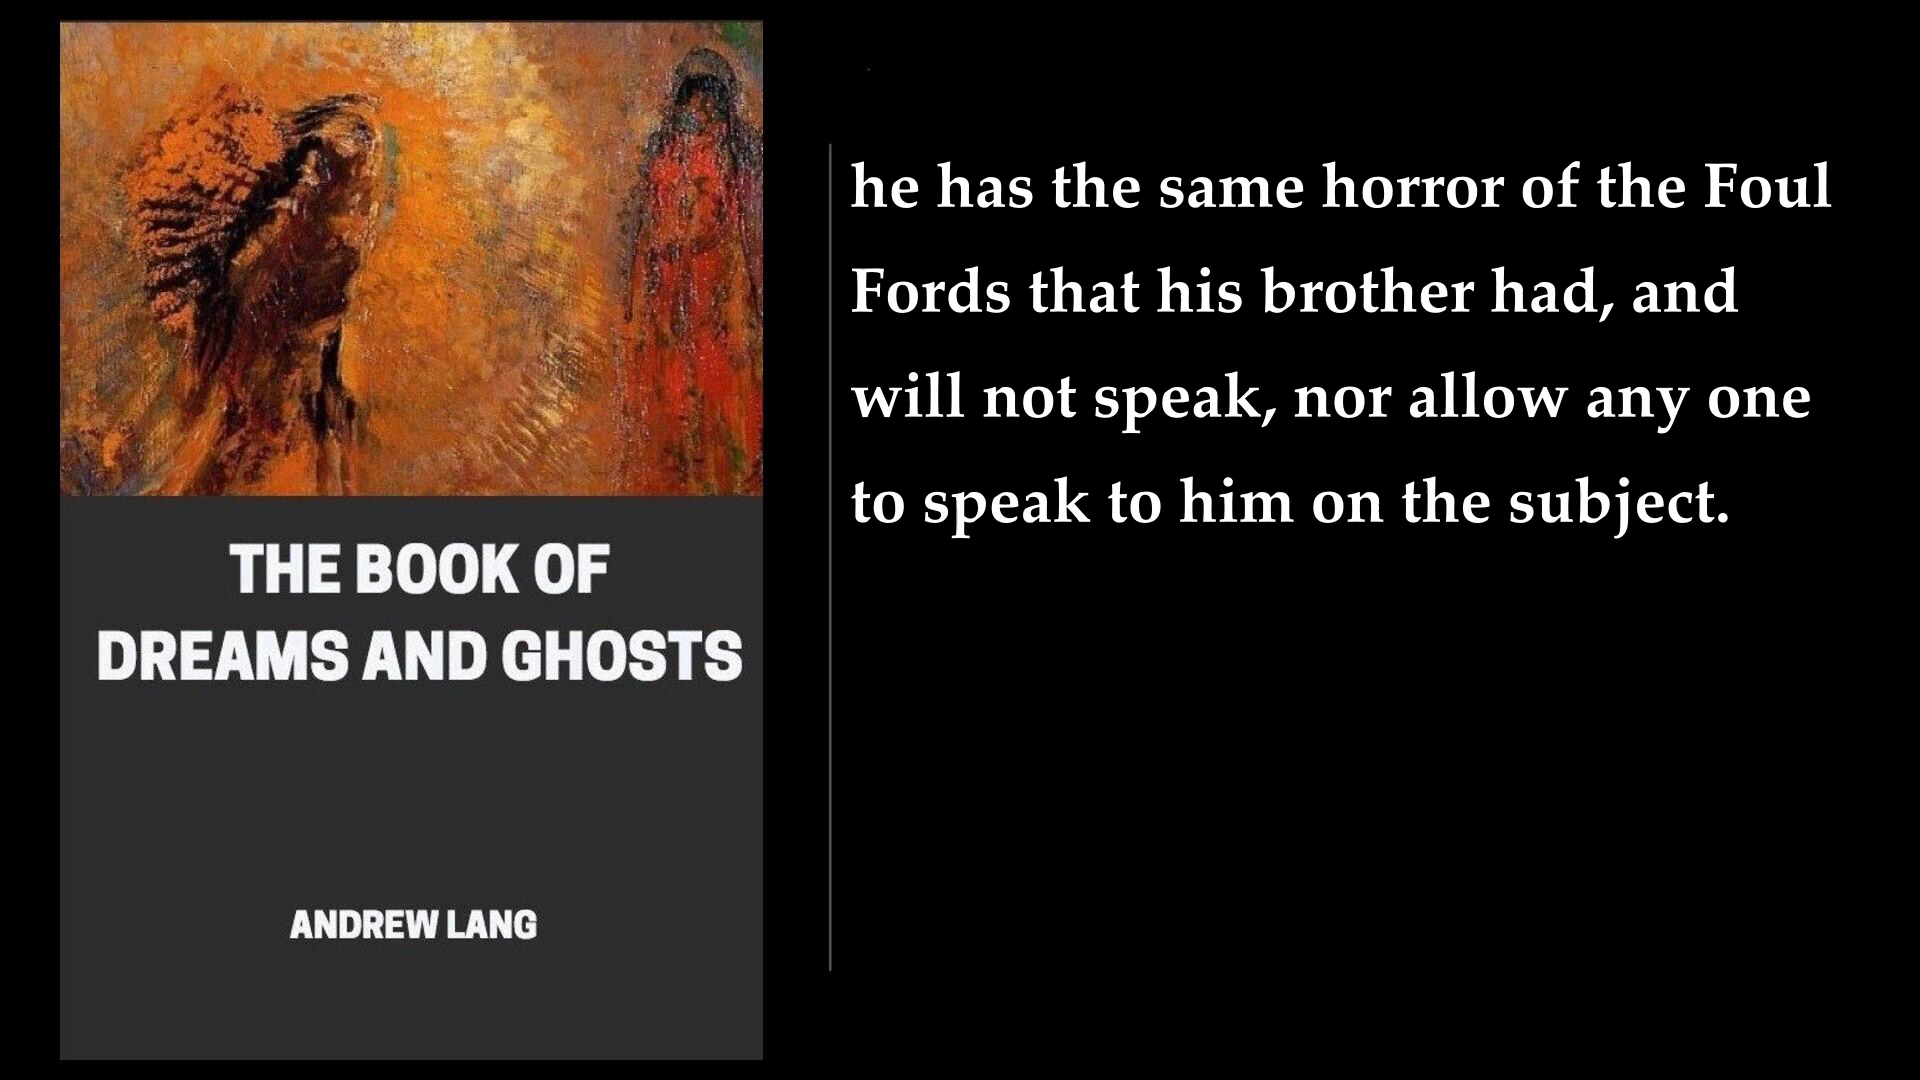 THE BOOK OF
DREAMS AND GHOSTS
ANDREW LANG
he has the same horror of the Foul
Fords that his brother had, and
will not speak, nor allow any one
to speak to him on the subject.